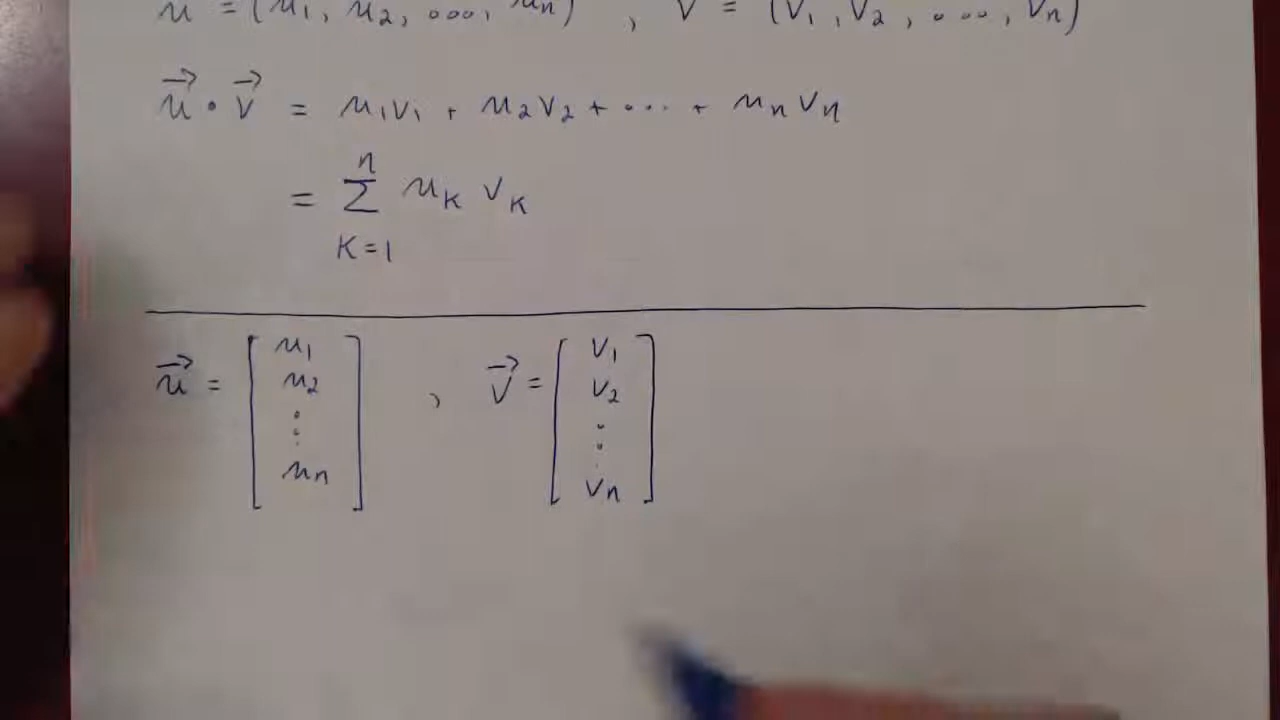 u = (u₁, u₂, ..., uₙ) , v = (v₁, v₂, ..., vₙ)
u⃗ • v⃗ = u₁v₁ + u₂v₂ + ... + uₙvₙ
n
= Σ uₖ vₖ
K=1
u⃗ = [ u₁ u₂ ⋮ uₙ ] , v⃗ = [ v₁ v₂ ⋮ vₙ ]